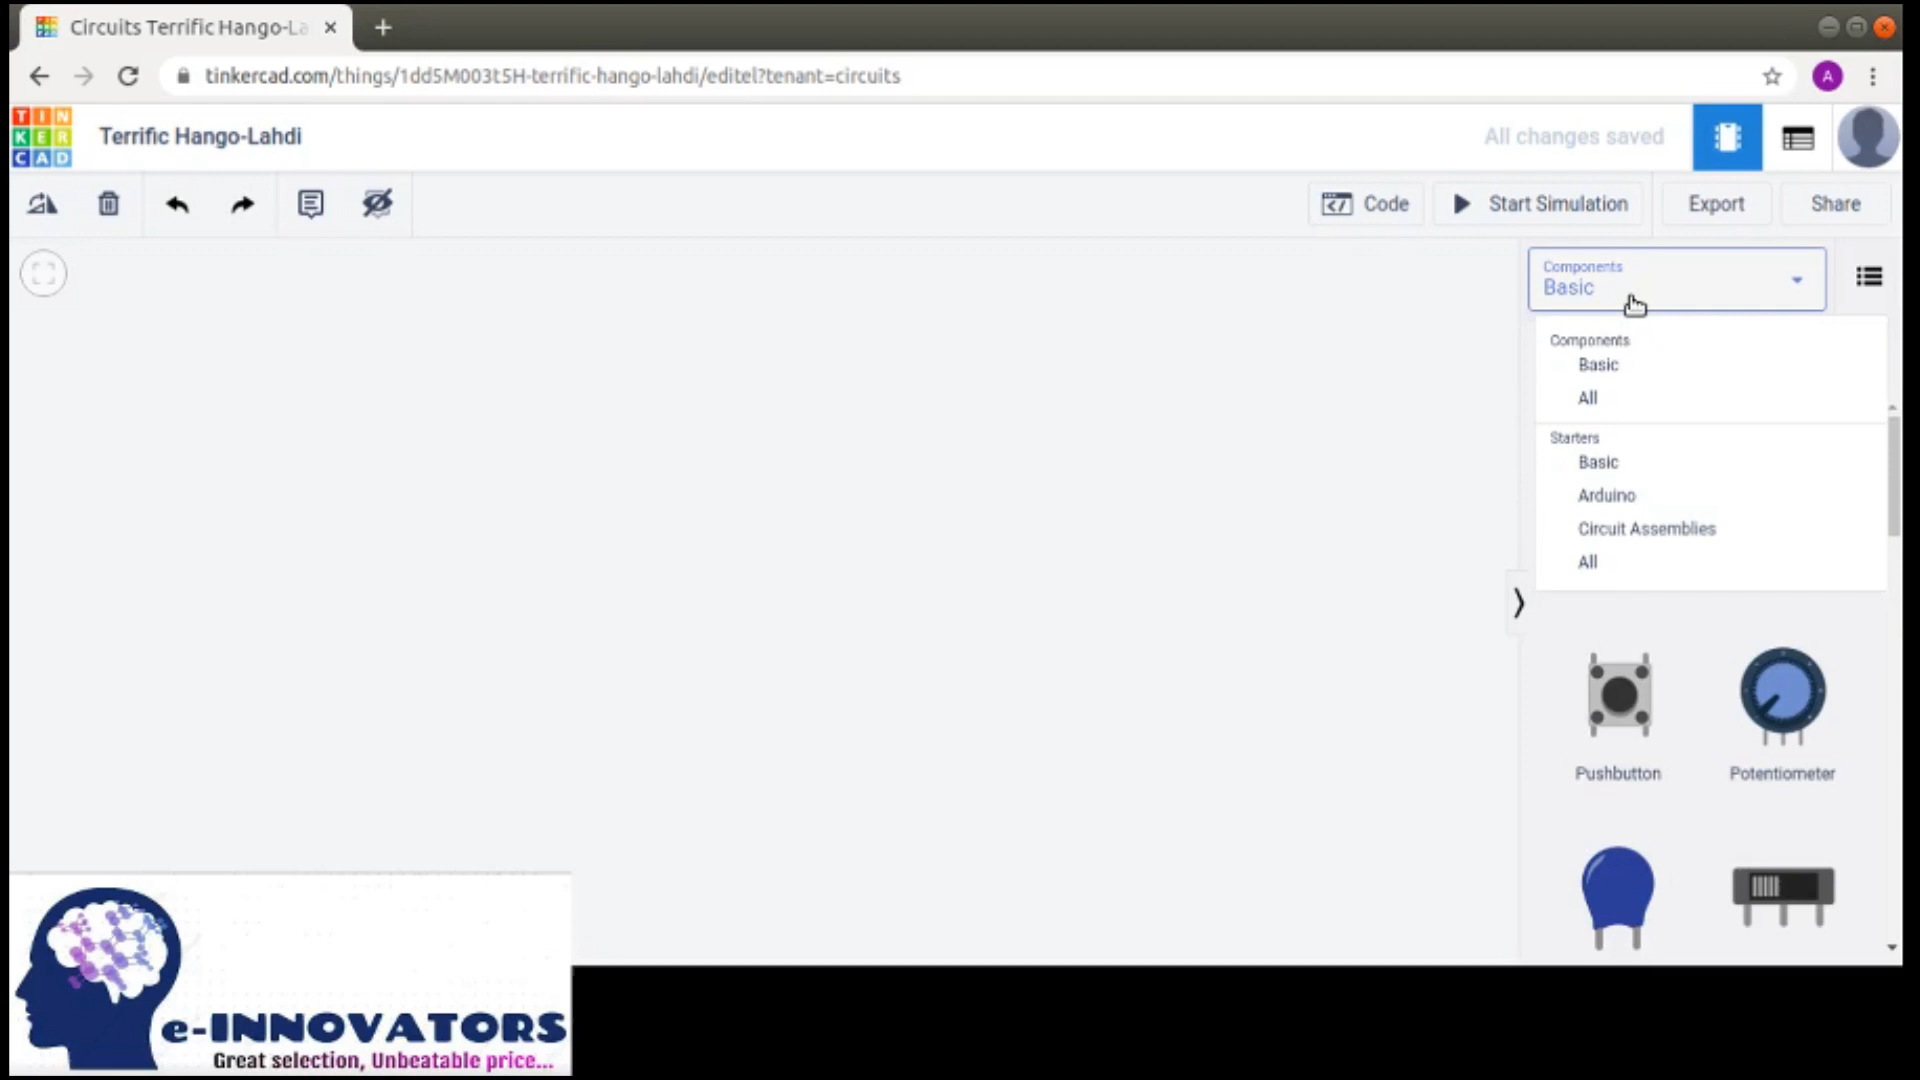 Circuits Terrific Hango-La
tinkercad.com/things/1dd5M003t5H-terrific-hango-lahdi/editel?tenant=circuits
A
TIN
KER
CAD
Terrific Hango-Lahdi
All changes saved
Code
Start Simulation
Export
Share
Components
Basic
Components
Basic
All
Starters
Basic
Arduino
Circuit Assemblies
All
Pushbutton
Potentiometer
e-INNOVATORS
Great selection, Unbeatable price...